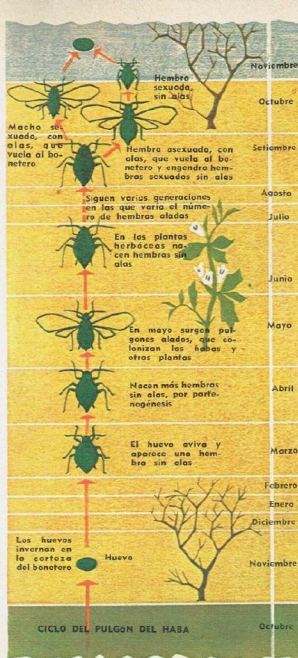 Noviembre
Hembra
sexuada,
sin alas
Octubre
Macho se-
xuado, con
alas, que
vuela al bo-
netero
Setiembre
Hembra asexuada, con
alas, que vuela al bo-
netero y engendra hem-
bras sexuadas sin alas
Agosto
Siguen varias generaciones
en las que varía el núme-
ro de hembras aladas
Julio
En las plantas
herbáceas na-
cen hembras sin
alas
Junio
Mayo
En mayo surgen pul-
gones alados, que co-
lonizan las habas y
otras plantas
Abril
Nacen más hembras
sin alas, por parte-
nogénesis
Marzo
El huevo aviva y
aparece una hem-
bra sin alas
Febrero
Enero
Diciembre
Los huevos
invernan en
la corteza
del bonetero
Huevo
Noviembre
CICLO DEL PULGÓN DEL HABA
Octubre